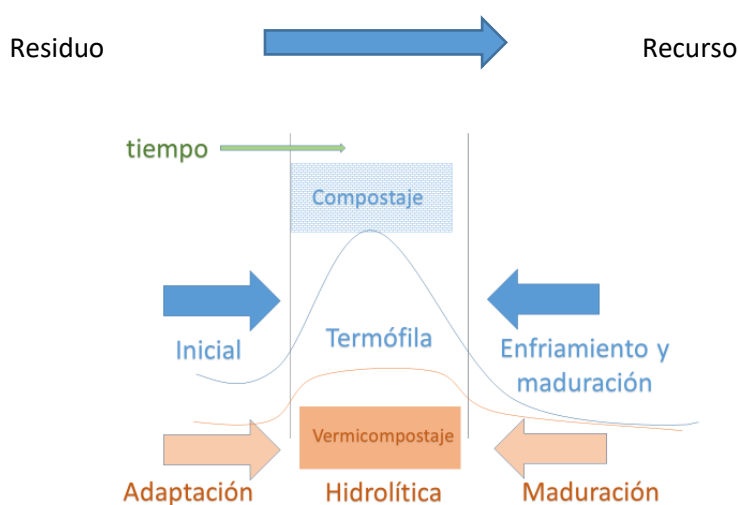 Residuo
Recurso
tiempo
Compostaje
Inicial
Termófila
Enfriamiento y
maduración
Vermicompostaje
Adaptación
Hidrolítica
Maduración